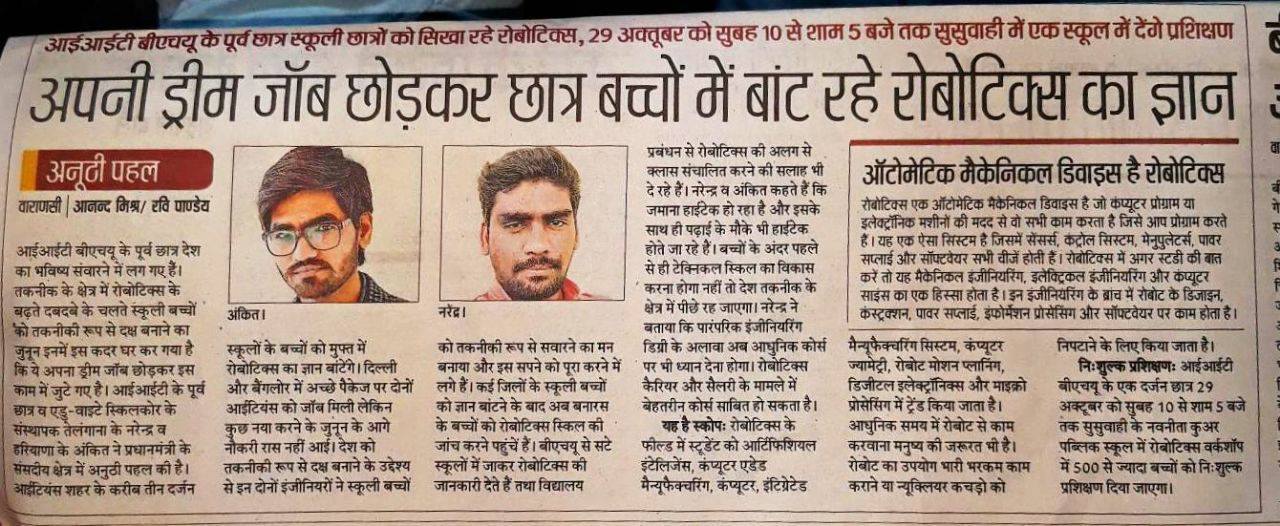 आईआईटी बीएचयू के पूर्व छात्र स्कूली छात्रों को सिखा रहे रोबोटिक्स, 29 अक्तूबर को सुबह 10 से शाम 5 बजे तक सुसुवाही में एक स्कूल में देंगे प्रशिक्षण
अपनी ड्रीम जॉब छोड़कर छात्र बच्चों में बांट रहे रोबोटिक्स का ज्ञान
अनूठी पहल
वाराणसी | आनन्द मिश्र/ रवि पाण्डेय
आईआईटी बीएचयू के पूर्व छात्र देश
का भविष्य संवारने में लग गए हैं।
तकनीक के क्षेत्र में रोबोटिक्स के
बढ़ते दबदबे के चलते स्कूली बच्चों
को तकनीकी रूप से दक्ष बनाने का
जुनून इनमें इस कदर घर कर गया है
कि ये अपना ड्रीम जॉब छोड़कर इस
काम में जुटे गए है। आईआईटी के पूर्व
छात्र व एडु-वाइटे स्किलकोर के
संस्थापक तेलंगाना के नरेन्द्र व
हरियाणा के अंकित ने प्रधानमंत्री के
संसदीय क्षेत्र में अनुठी पहल की है।
आईटियंस शहर के करीब तीन दर्जन
अंकित।
स्कूलों के बच्चों को मुफ्त में
रोबोटिक्स का ज्ञान बांटेंगे। दिल्ली
और बैंगलोर में अच्छे पैकेज पर दोनों
आईटियंस को जॉब मिली लेकिन
कुछ नया करने के जुनून के आगे
नौकरी रास नहीं आई। देश को
तकनीकी रूप से दक्ष बनाने के उद्देश्य
से इन दोनों इंजीनियरों ने स्कूली बच्चों
नरेंद्र।
को तकनीकी रूप से सवारने का मन
बनाया और इस सपने को पूरा करने में
लगे हैं। कई जिलों के स्कूली बच्चों
को ज्ञान बांटने के बाद अब बनारस
के बच्चों को रोबोटिक्स स्किल की
जांच करने पहुंचें हैं। बीएचयू से सटे
स्कूलों में जाकर रोबोटिक्स की
जानकारी देते हैं तथा विद्यालय
प्रबंधन से रोबोटिक्स की अलग से
क्लास संचालित करने की सलाह भी
दे रहे हैं। नरेन्द्र व अंकित कहते हैं कि
जमाना हाईटेक हो रहा है और इसके
साथ ही पढ़ाई के मौके भी हाईटेक
होते जा रहे हैं। बच्चों के अंदर पहले
से ही टेक्निकल स्किल का विकास
करना होगा नहीं तो देश तकनीक के
क्षेत्र में पीछे रह जाएगा। नरेन्द्र ने
बताया कि पारंपरिक इंजीनियरिंग
डिग्री के अलावा अब आधुनिक कोर्स
पर भी ध्यान देना होगा। रोबोटिक्स
कैरियर और सैलरी के मामले में
बेहतरीन कोर्स साबित हो सकता है।
यह है स्कोप: रोबोटिक्स के
फील्ड में स्टूडेंट को आर्टिफिशियल
इंटेलिजेंस, कंप्यूटर एडेड
मैन्यूफैक्चरिंग, कंप्यूटर, इंटिग्रेटेड
ऑटोमेटिक मैकेनिकल डिवाइस है रोबोटिक्स
रोबोटिक्स एक ऑटोमेटिक मैकेनिकल डिवाइस है जो कंप्यूटर प्रोग्राम या
इलेक्ट्रॉनिक मशीनों की मदद से वो सभी काम करता है जिसे आप प्रोग्राम करते
हैं। यह एक ऐसा सिस्टम है जिसमें सेंसर्स, कंट्रोल सिस्टम, मेनुपुलेटर्स, पावर
सप्लाई और सॉफ्टवेयर सभी चीजें होती हैं। रोबोटिक्स में अगर स्टडी की बात
करें तो यह मैकेनिकल इंजीनियरिंग, इलेक्ट्रिकल इंजीनियरिंग और कंप्यूटर
साइंस का एक हिस्सा होता है। इन इंजीनियरिंग के ब्रांच में रोबोट के डिजाइन,
कंस्ट्रक्शन, पावर सप्लाई, इंफोर्मेशन प्रोसेसिंग और सॉफ्टवेयर पर काम होता है।
मैन्यूफैक्चरिंग सिस्टम, कंप्यूटर
ज्यामेट्री, रोबोट मोशन प्लानिंग,
डिजीटल इलेक्ट्रॉनिक्स और माइक्रो
प्रोसेसिंग में ट्रेंड किया जाता है।
आधुनिक समय में रोबोट से काम
करवाना मनुष्य की जरूरत भी है।
रोबोट का उपयोग भारी भरकम काम
कराने या न्यूक्लियर कचड़ो को
निपटाने के लिए किया जाता है।
नि:शुल्क प्रशिक्षण: आईआईटी
बीएचयू के एक दर्जन छात्र 29
अक्टूबर को सुबह 10 से शाम 5 बजे
तक सुसुवाही के नवनीता कुअर
पब्लिक स्कूल में रोबोटिक्स वर्कशॉप
में 500 से ज्यादा बच्चों को नि:शुल्क
प्रशिक्षण दिया जाएगा।